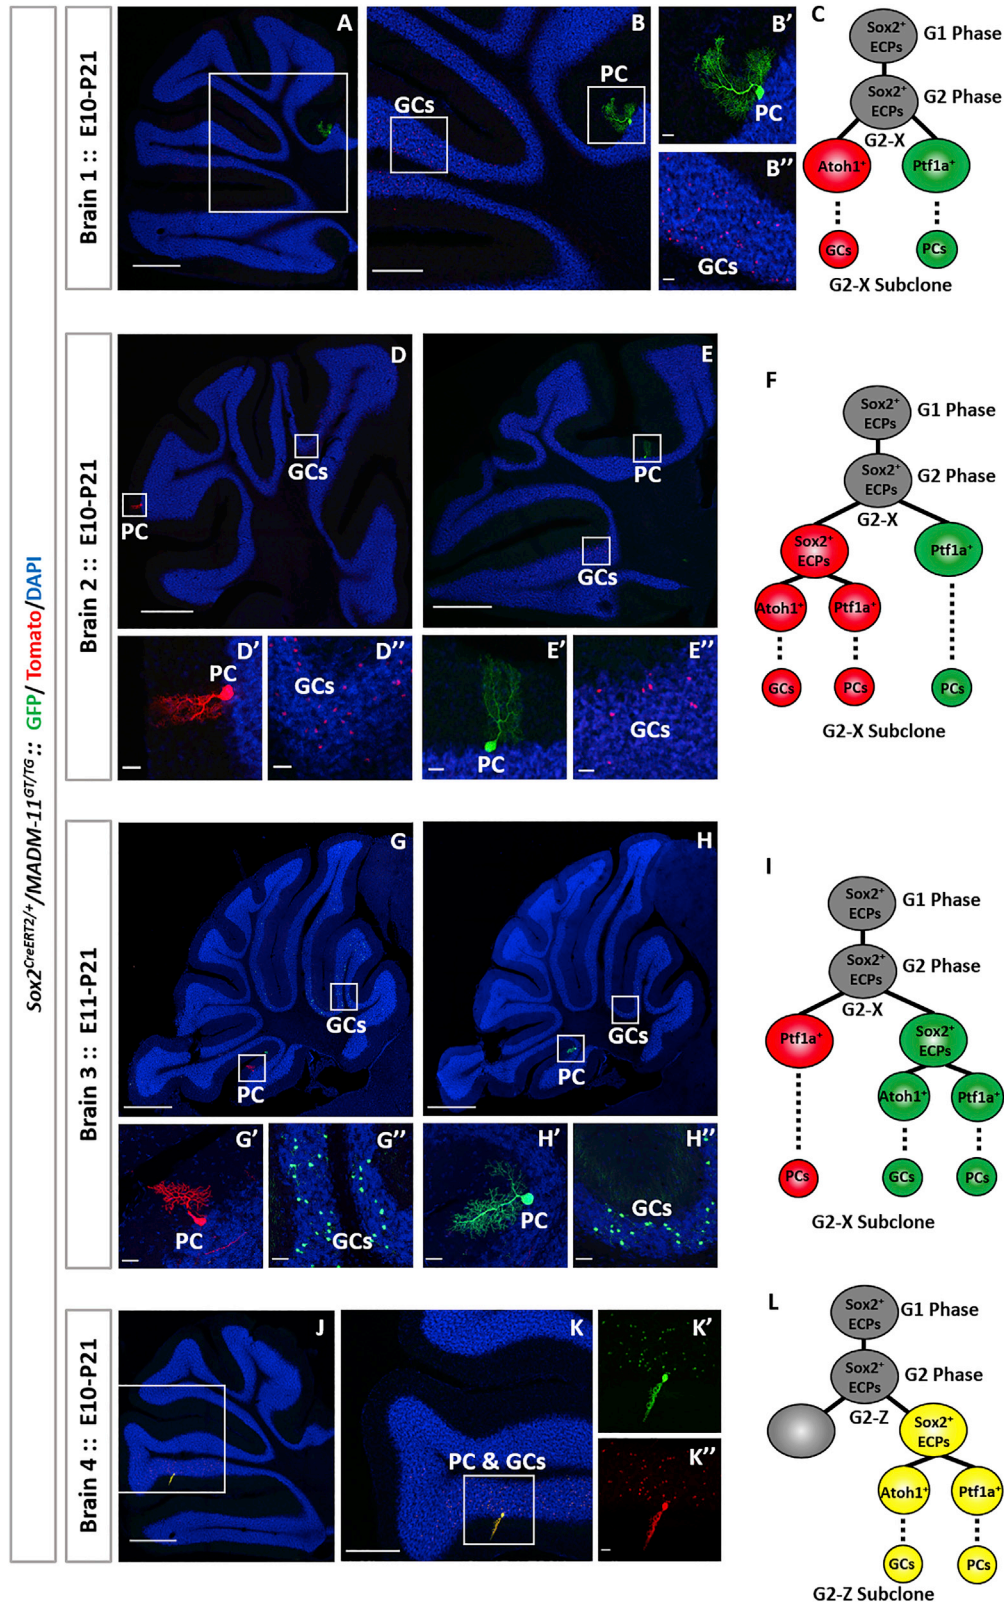 Sox2CreERT2/+/MADM-11GT/TG :: GFP/ Tomato/DAPI
Brain 1 :: E10-P21
A
B
GCs
PC
B'
PC
B''
GCs
C
Sox2+
ECPs
G1 Phase
Sox2+
ECPs
G2 Phase
G2-X
Atoh1+
Ptf1a+
GCs
PCs
G2-X Subclone
Brain 2 :: E10-P21
D
GCs
PC
E
PC
GCs
D'
PC
D''
GCs
E'
PC
E''
GCs
F
Sox2+
ECPs
G1 Phase
Sox2+
ECPs
G2 Phase
G2-X
Sox2+
ECPs
Ptf1a+
Atoh1+
Ptf1a+
GCs
PCs
PCs
G2-X Subclone
Brain 3 :: E11-P21
G
GCs
PC
H
GCs
PC
G'
PC
G''
GCs
H'
PC
H''
GCs
I
Sox2+
ECPs
G1 Phase
Sox2+
ECPs
G2 Phase
G2-X
Ptf1a+
Sox2+
ECPs
Atoh1+
Ptf1a+
PCs
GCs
PCs
G2-X Subclone
Brain 4 :: E10-P21
J
K
PC & GCs
K'
K''
L
Sox2+
ECPs
G1 Phase
Sox2+
ECPs
G2 Phase
G2-Z
Sox2+
ECPs
Atoh1+
Ptf1a+
GCs
PCs
G2-Z Subclone